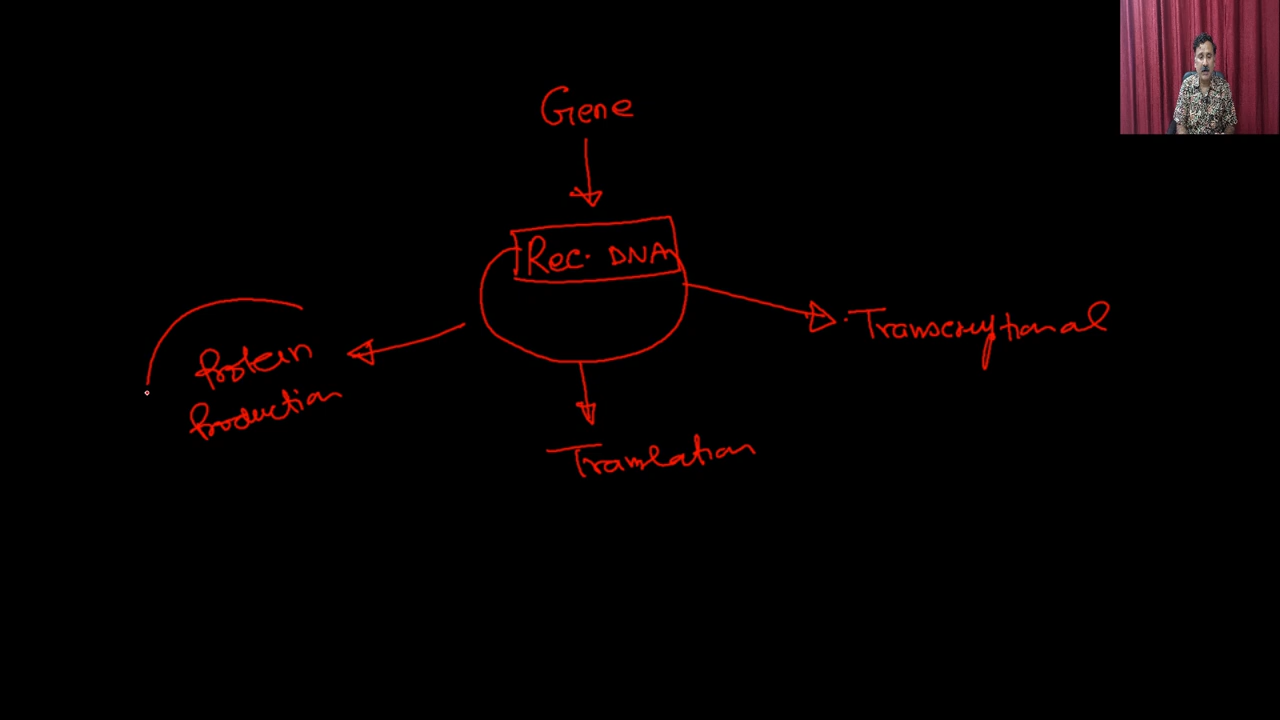 Gene
Rec. DNA
Transcriptional
Protein
Production
Translation